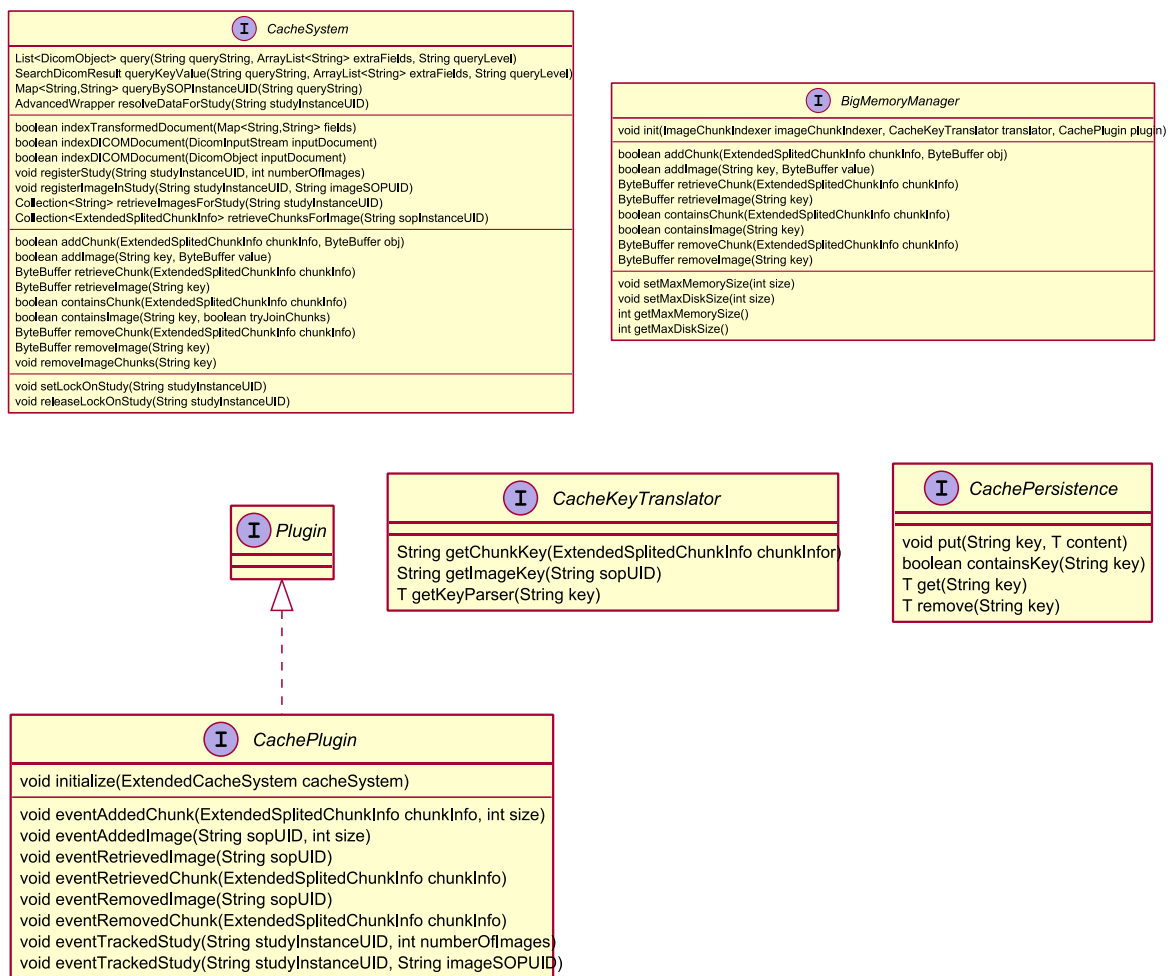 I CacheSystem
List<DicomObject> query(String queryString, ArrayList<String> extraFields, String queryLevel)
SearchDicomResult queryKeyValue(String queryString, ArrayList<String> extraFields, String queryLevel)
Map<String,String> queryBySOPInstanceUID(String queryString)
AdvancedWrapper resolveDataForStudy(String studyInstanceUID)
boolean indexTransformedDocument(Map<String,String> fields)
boolean indexDICOMDocument(DicomInputStream inputDocument)
boolean indexDICOMDocument(DicomObject inputDocument)
void registerStudy(String studyInstanceUID, int numberOfImages)
void registerImageInStudy(String studyInstanceUID, String imageSOPUID)
Collection<String> retrieveImagesForStudy(String studyInstanceUID)
Collection<ExtendedSplitedChunkInfo> retrieveChunksForImage(String sopInstanceUID)
boolean addChunk(ExtendedSplitedChunkInfo chunkInfo, ByteBuffer obj)
boolean addImage(String key, ByteBuffer value)
ByteBuffer retrieveChunk(ExtendedSplitedChunkInfo chunkInfo)
ByteBuffer retrieveImage(String key)
boolean containsChunk(ExtendedSplitedChunkInfo chunkInfo)
boolean containsImage(String key, boolean tryJoinChunks)
ByteBuffer removeChunk(ExtendedSplitedChunkInfo chunkInfo)
ByteBuffer removeImage(String key)
void removeImageChunks(String key)
void setLockOnStudy(String studyInstanceUID)
void releaseLockOnStudy(String studyInstanceUID)
I BigMemoryManager
void init(ImageChunkIndexer imageChunkIndexer, CacheKeyTranslator translator, CachePlugin plugin)
boolean addChunk(ExtendedSplitedChunkInfo chunkInfo, ByteBuffer obj)
boolean addImage(String key, ByteBuffer value)
ByteBuffer retrieveChunk(ExtendedSplitedChunkInfo chunkInfo)
ByteBuffer retrieveImage(String key)
boolean containsChunk(ExtendedSplitedChunkInfo chunkInfo)
boolean containsImage(String key)
ByteBuffer removeChunk(ExtendedSplitedChunkInfo chunkInfo)
ByteBuffer removeImage(String key)
void setMaxMemorySize(int size)
void setMaxDiskSize(int size)
int getMaxMemorySize()
int getMaxDiskSize()
I Plugin
I CacheKeyTranslator
String getChunkKey(ExtendedSplitedChunkInfo chunkInfor)
String getImageKey(String sopUID)
T getKeyParser(String key)
I CachePersistence
void put(String key, T content)
boolean containsKey(String key)
T get(String key)
T remove(String key)
I CachePlugin
void initialize(ExtendedCacheSystem cacheSystem)
void eventAddedChunk(ExtendedSplitedChunkInfo chunkInfo, int size)
void eventAddedImage(String sopUID, int size)
void eventRetrievedImage(String sopUID)
void eventRetrievedChunk(ExtendedSplitedChunkInfo chunkInfo)
void eventRemovedImage(String sopUID)
void eventRemovedChunk(ExtendedSplitedChunkInfo chunkInfo)
void eventTrackedStudy(String studyInstanceUID, int numberOfImages)
void eventTrackedStudy(String studyInstanceUID, String imageSOPUID)